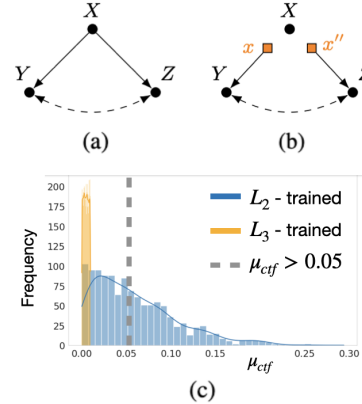 X X
x x''
Y Z Y Z
(a) (b)
200
175
150
125
100
75
50
25
0
Frequency
L₂ - trained
L₃ - trained
μctf > 0.05
0.00 0.05 0.10 0.15 0.20 0.25 0.30
μctf
(c)